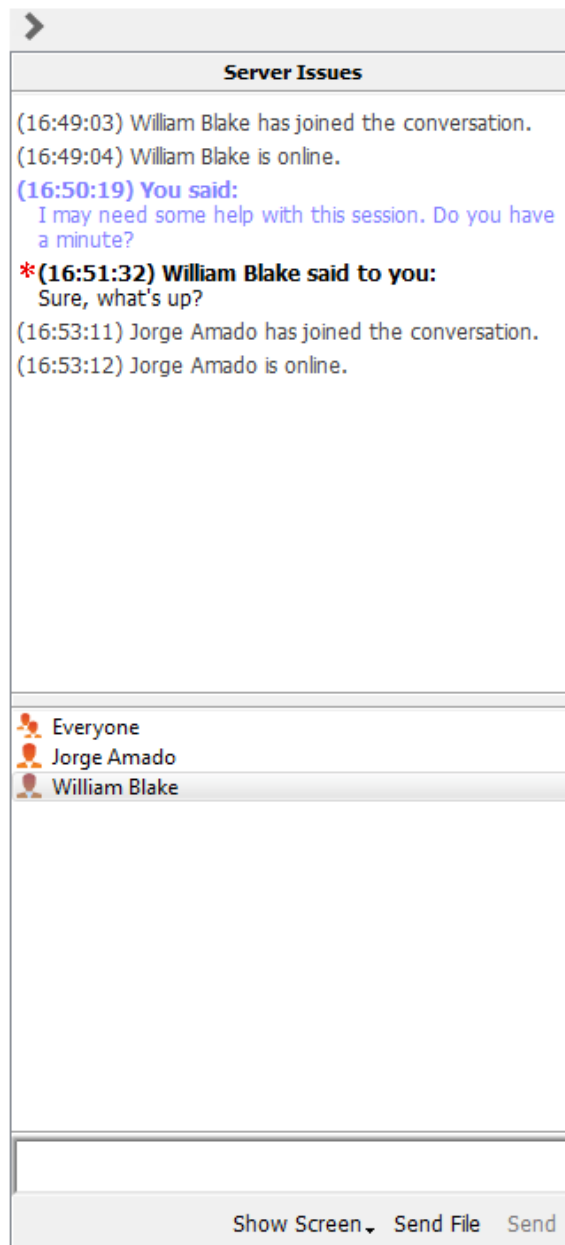 Server Issues
(16:49:03) William Blake has joined the conversation.
(16:49:04) William Blake is online.
(16:50:19) You said:
I may need some help with this session. Do you have
a minute?
*(16:51:32) William Blake said to you:
Sure, what's up?
(16:53:11) Jorge Amado has joined the conversation.
(16:53:12) Jorge Amado is online.
Everyone
Jorge Amado
William Blake
Show Screen Send File Send